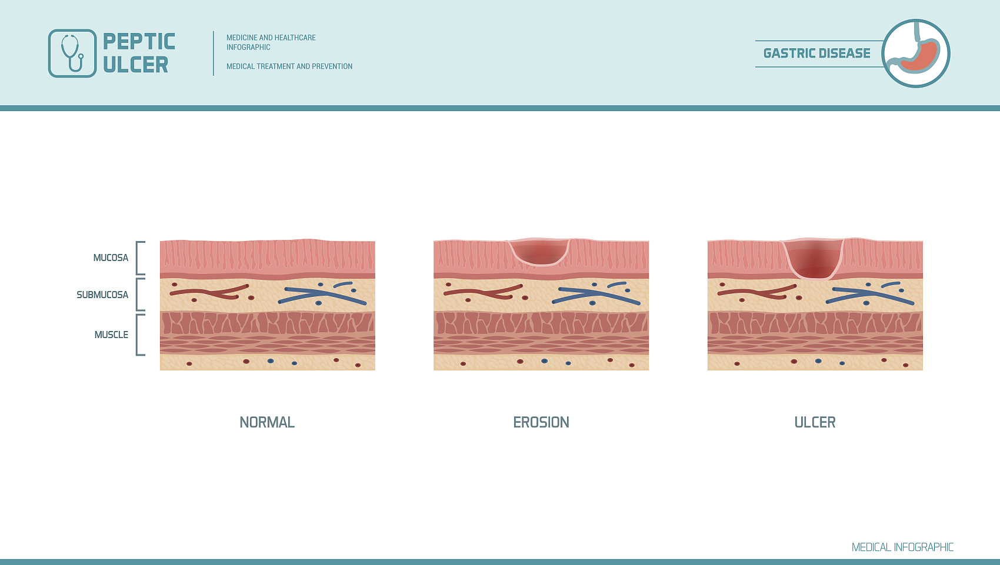 PEPTIC
ULCER
MEDICINE AND HEALTHCARE
INFOGRAPHIC
MEDICAL TREATMENT AND PREVENTION
GASTRIC DISEASE
MUCOSA
SUBMUCOSA
MUSCLE
NORMAL
EROSION
ULCER
MEDICAL INFOGRAPHIC